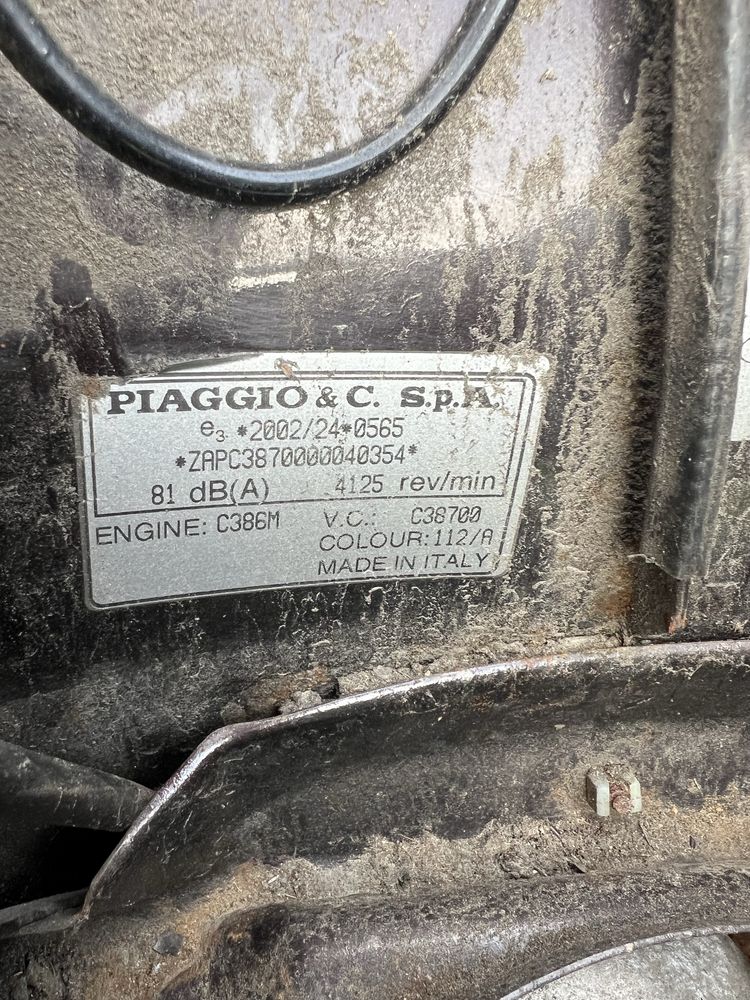 PIAGGIO & C. S.p.A.
e3 *2002/24*0565
*ZAPC3870000040354*
81 dB(A) 4125 rev/min
ENGINE: C386M V.C.: C38700
COLOUR: 112/A
MADE IN ITALY